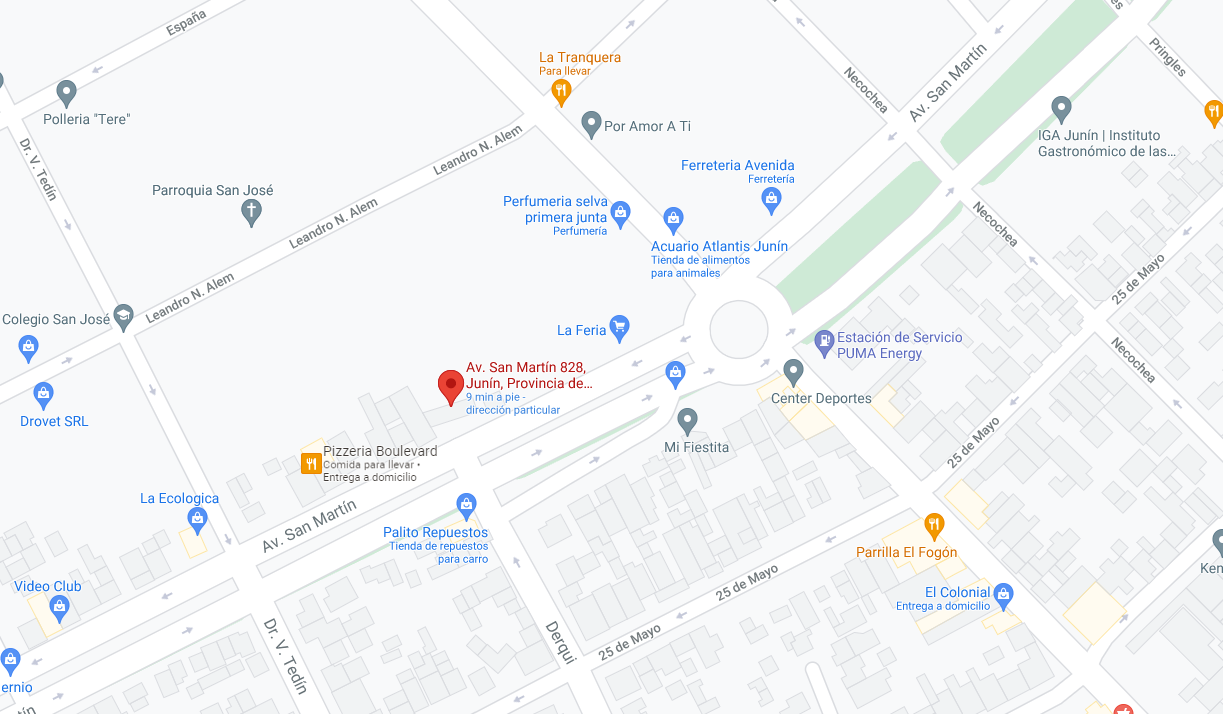 España
La Tranquera
Para llevar
Necochea
Av. San Martín
Pringles
Polleria "Tere"
Por Amor A Ti
IGA Junín | Instituto
Gastronómico de las...
Dr. V. Tedín
Leandro N. Alem
Ferreteria Avenida
Ferretería
Parroquia San José
Perfumeria selva
primera junta
Perfumería
Leandro N. Alem
Necochea
Acuario Atlantis Junín
Tienda de alimentos
para animales
25 de Mayo
Leandro N. Alem
Colegio San José
La Feria
Estación de Servicio
PUMA Energy
Necochea
Av. San Martín 828,
Junín, Provincia de...
9 min a pie -
dirección particular
Center Deportes
Drovet SRL
Mi Fiestita
25 de Mayo
Pizzeria Boulevard
Comida para llevar •
Entrega a domicilio
La Ecologica
Av. San Martín
Palito Repuestos
Tienda de repuestos
para carro
Parrilla El Fogón
25 de Mayo
Video Club
El Colonial
Entrega a domicilio
Dr. V. Tedín
Derqui
25 de Mayo